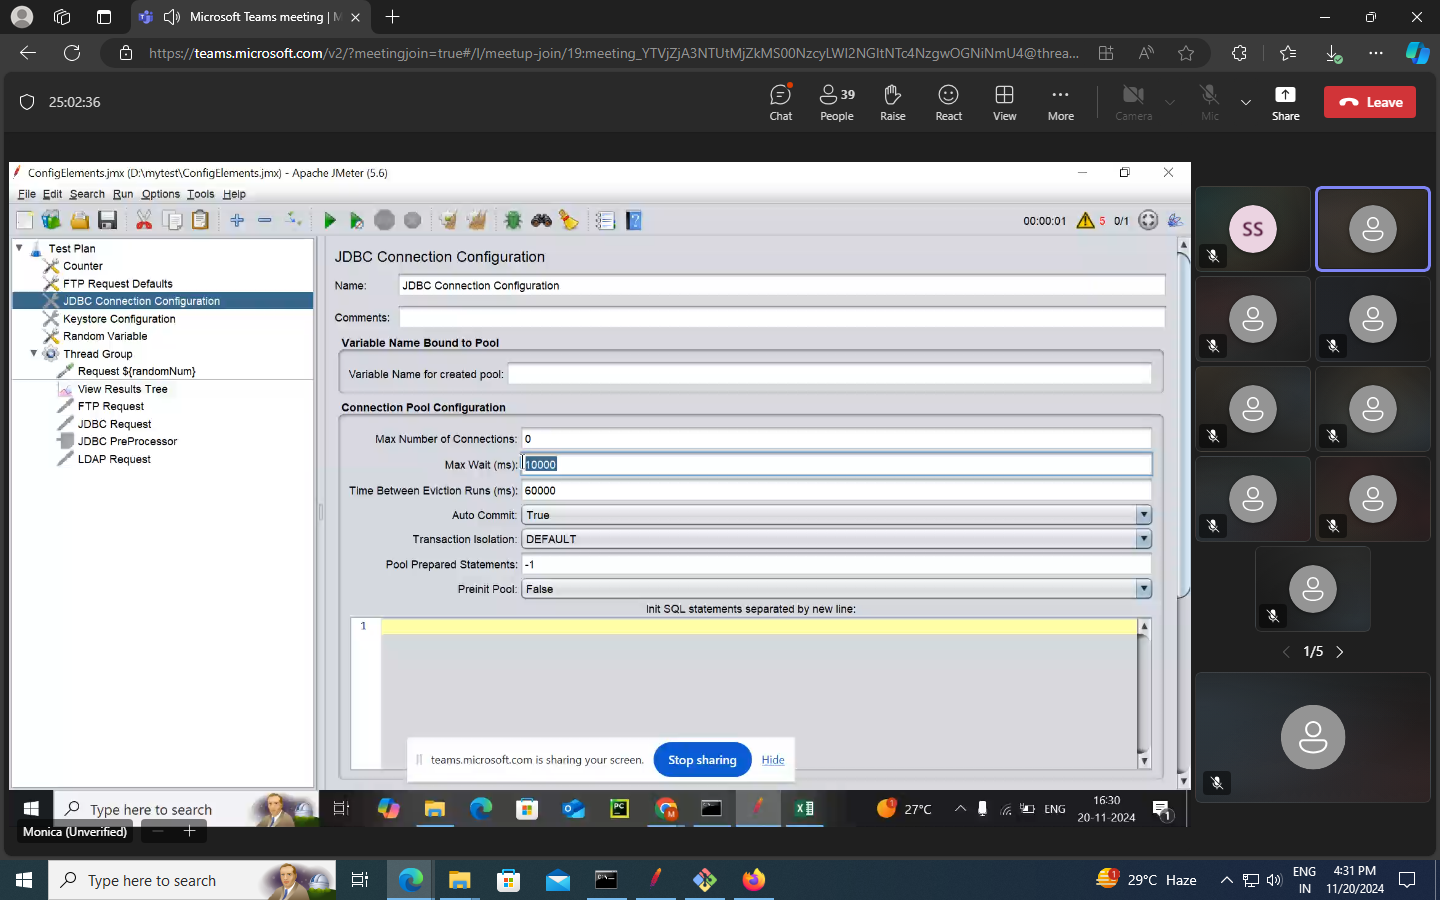 Microsoft Teams meeting | M
https://teams.microsoft.com/v2/?meetingjoin=true#/l/meetup-join/19:meeting_YTVjZjA3NTUtMjZkMS00NzcyLWI2NGItNTc4NzgwOGNiNmU4@threa...
25:02:36
Chat
39
People
Raise
React
View
More
Camera
Mic
Share
Leave
ConfigElements.jmx (D:\mytest\ConfigElements.jmx) - Apache JMeter (5.6)
File Edit Search Run Options Tools Help
00:00:01 5 0/1
Test Plan
Counter
FTP Request Defaults
JDBC Connection Configuration
Keystore Configuration
Random Variable
Thread Group
Request ${randomNum}
View Results Tree
FTP Request
JDBC Request
JDBC PreProcessor
LDAP Request
JDBC Connection Configuration
Name: JDBC Connection Configuration
Comments:
Variable Name Bound to Pool
Variable Name for created pool:
Connection Pool Configuration
Max Number of Connections: 0
Max Wait (ms): 10000
Time Between Eviction Runs (ms): 60000
Auto Commit: True
Transaction Isolation: DEFAULT
Pool Prepared Statements: -1
Preinit Pool: False
Init SQL statements separated by new line:
1
teams.microsoft.com is sharing your screen. Stop sharing Hide
SS
1/5
Type here to search
PC
M
27°C
ENG
16:30
20-11-2024
1
Monica (Unverified)
Type here to search
1
29°C Haze
ENG
IN
4:31 PM
11/20/2024